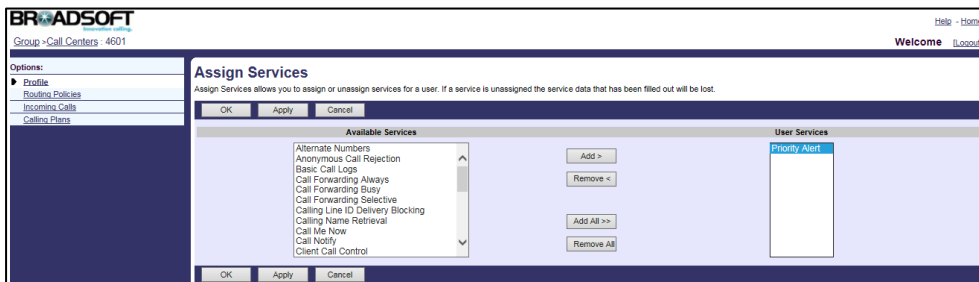 BROADSOFT
innovation calling.
Help - Home
Group >Call Centers : 4601
Welcome [Logout
Options:
Profile
Routing Policies
Incoming Calls
Calling Plans
Assign Services
Assign Services allows you to assign or unassign services for a user. If a service is unassigned the service data that has been filled out will be lost.
OK Apply Cancel
Available Services User Services
Alternate Numbers
Anonymous Call Rejection
Basic Call Logs
Call Forwarding Always
Call Forwarding Busy
Call Forwarding Selective
Calling Line ID Delivery Blocking
Calling Name Retrieval
Call Me Now
Call Notify
Client Call Control
Add >
Remove <
Add All >>
Remove All
Priority Alert
OK Apply Cancel